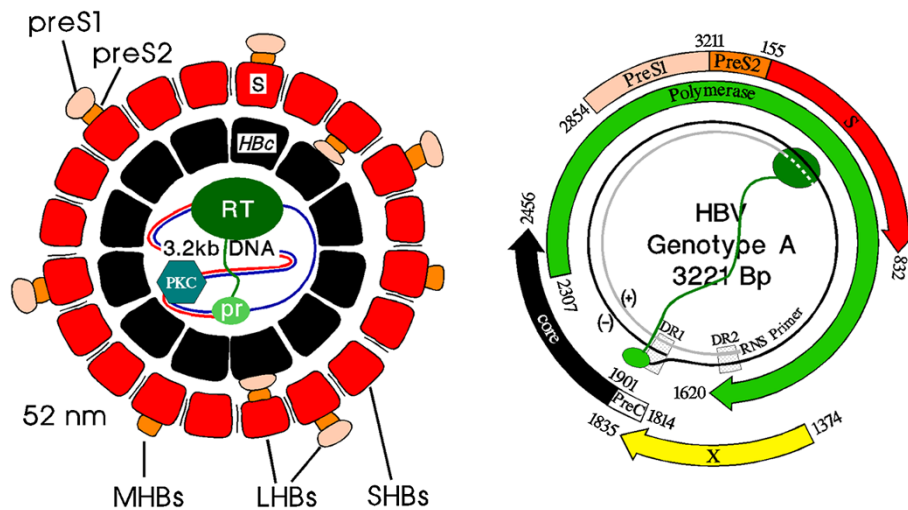 preS1
preS2
S
HBc
RT
3.2kb DNA
PKC
pr
52 nm
MHBs
LHBs
SHBs
3211
155
PreS1
PreS2
2854
Polymerase
S
2456
HBV
Genotype A
3221 Bp
832
2307
(+)
(-)
core
DR1
DR2
RNS Primer
1901
1620
PreC
1814
1835
1374
X